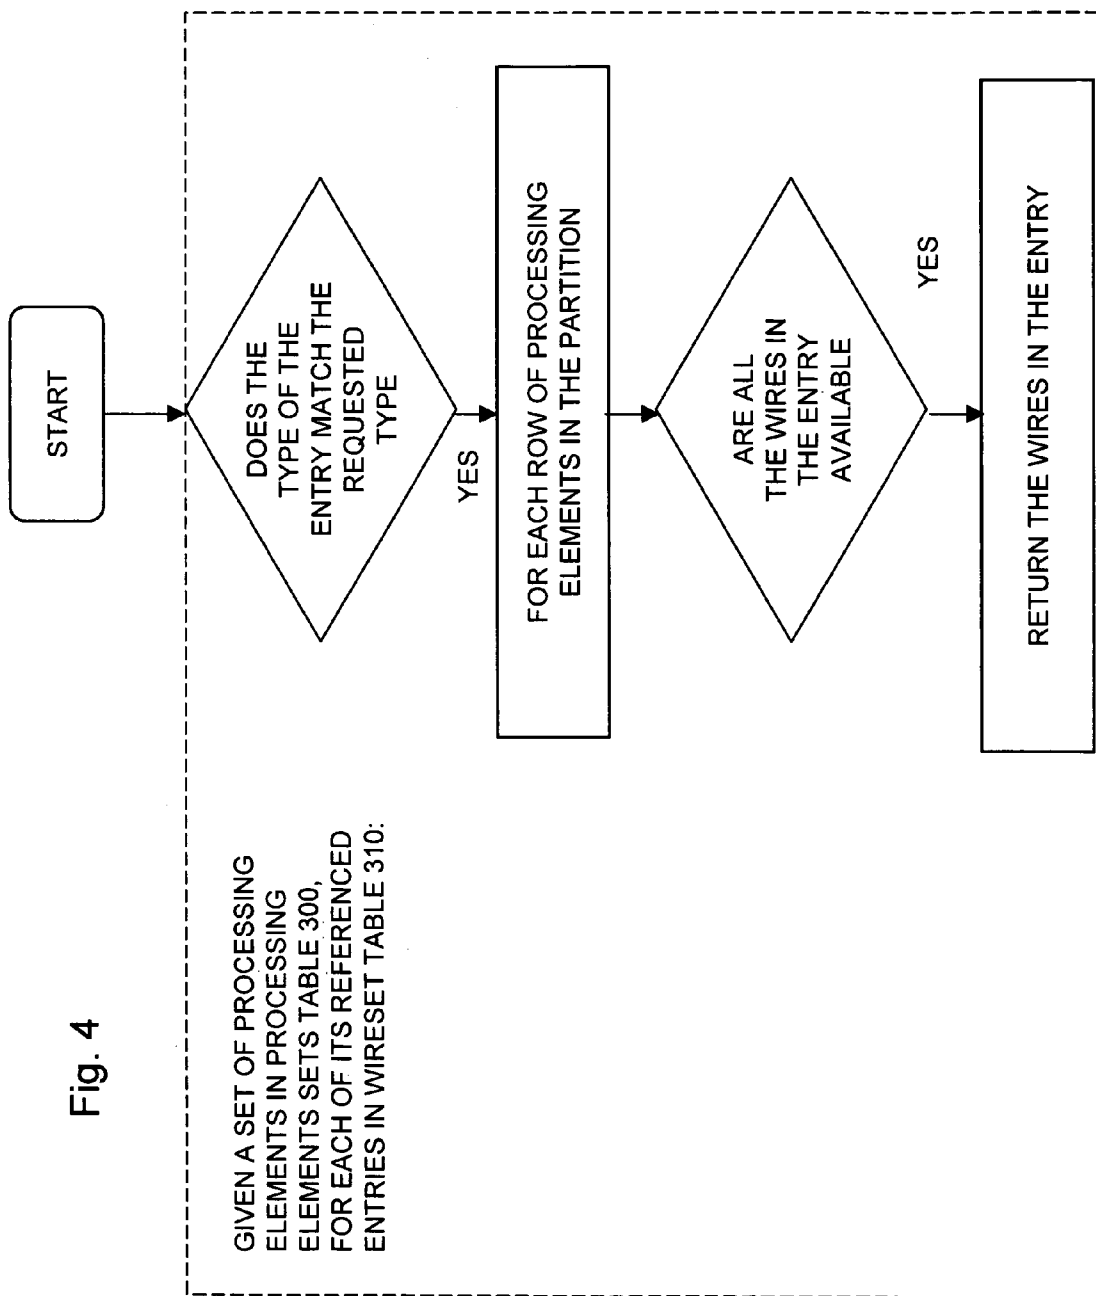 Fig. 4
START
GIVEN A SET OF PROCESSING
ELEMENTS IN PROCESSING
ELEMENTS SETS TABLE 300,
FOR EACH OF ITS REFERENCED
ENTRIES IN WIRESET TABLE 310:
DOES THE
TYPE OF THE
ENTRY MATCH THE
REQUESTED
TYPE
YES
FOR EACH ROW OF PROCESSING
ELEMENTS IN THE PARTITION
ARE ALL
THE WIRES IN
THE ENTRY
AVAILABLE
YES
RETURN THE WIRES IN THE ENTRY